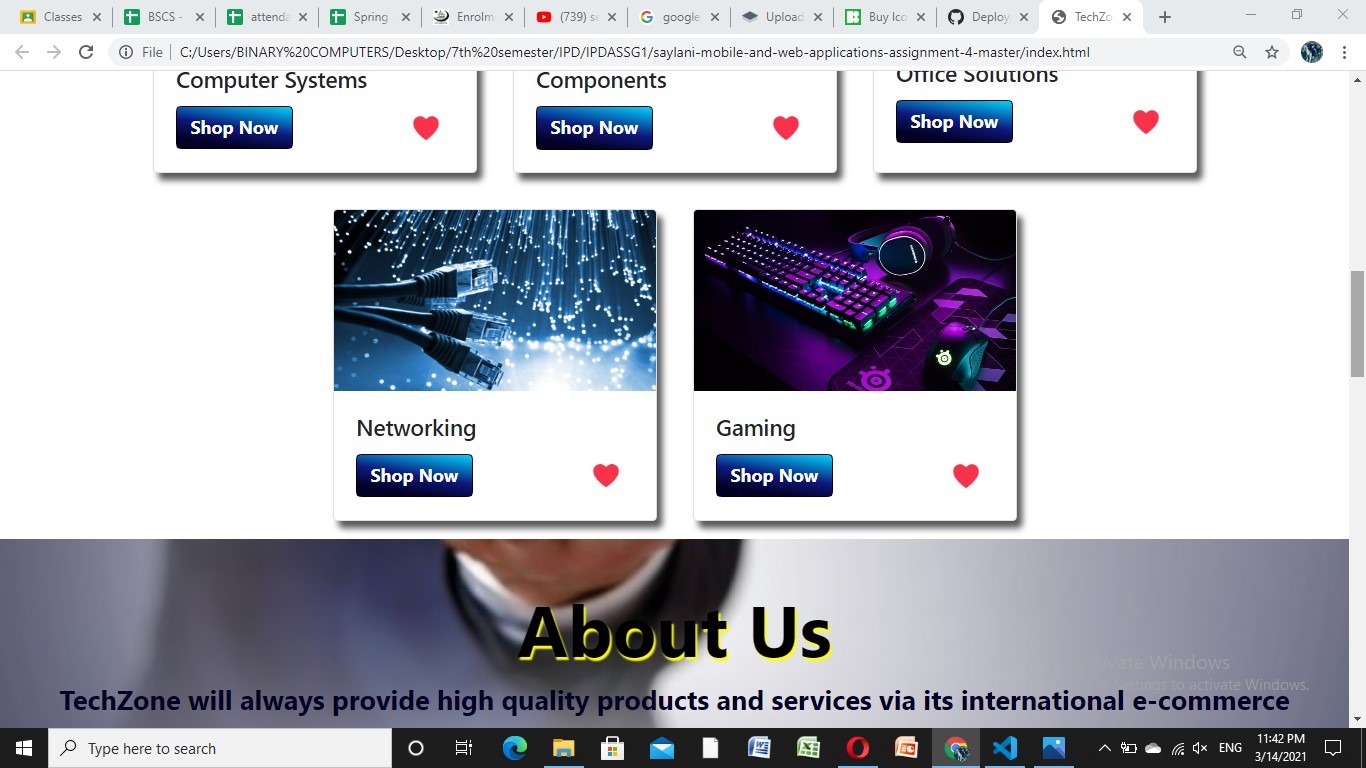 Classes
BSCS -
attenda
Spring
Enrolm
(739) s
google
Upload
Buy Ico
Deploy
TechZo
File
C:/Users/BINARY%20COMPUTERS/Desktop/7th%20semester/IPD/IPDASSG1/saylani-mobile-and-web-applications-assignment-4-master/index.html
Computer Systems
Components
Office Solutions
Shop Now
Shop Now
Shop Now
Networking
Gaming
Shop Now
Shop Now
About Us
Activate Windows
Settings to activate Windows.
TechZone will always provide high quality products and services via its international e-commerce
Type here to search
ENG
11:42 PM
3/14/2021